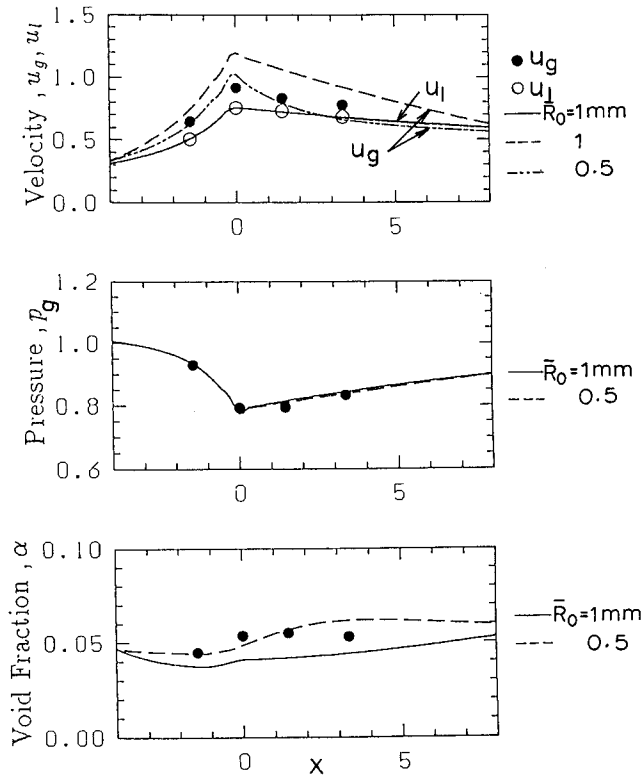 Velocity , u_g, u_l
1.5
1.0
0.5
0.0
0
5
u_l
u_g
● u_g
○ u_l
R̄₀=1mm
1
0.5
Pressure , p_g
1.2
1.0
0.8
0.6
0
5
R̄₀=1mm
0.5
Void Fraction , α
0.10
0.05
0.00
0
5
x
R̄₀=1mm
0.5